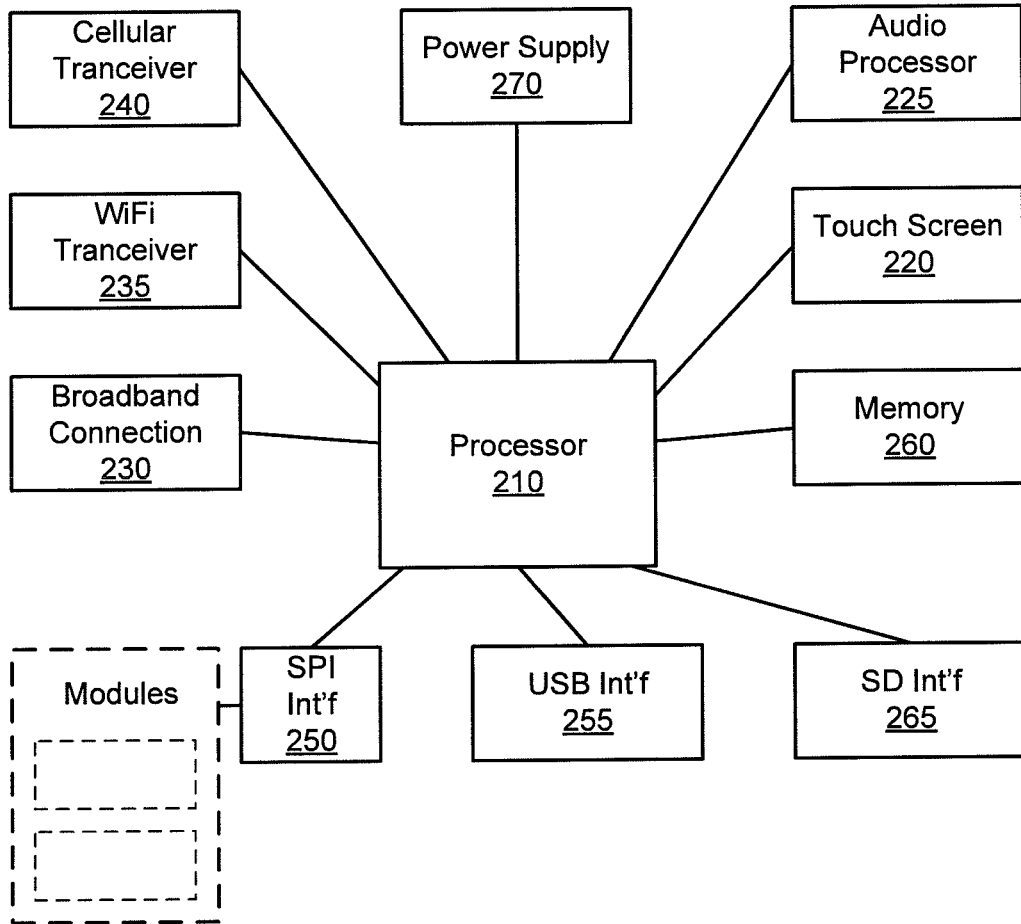 Cellular
Tranceiver
240
Power Supply
270
Audio
Processor
225
WiFi
Tranceiver
235
Touch Screen
220
Broadband
Connection
230
Processor
210
Memory
260
Modules
SPI
Int'f
250
USB Int'f
255
SD Int'f
265